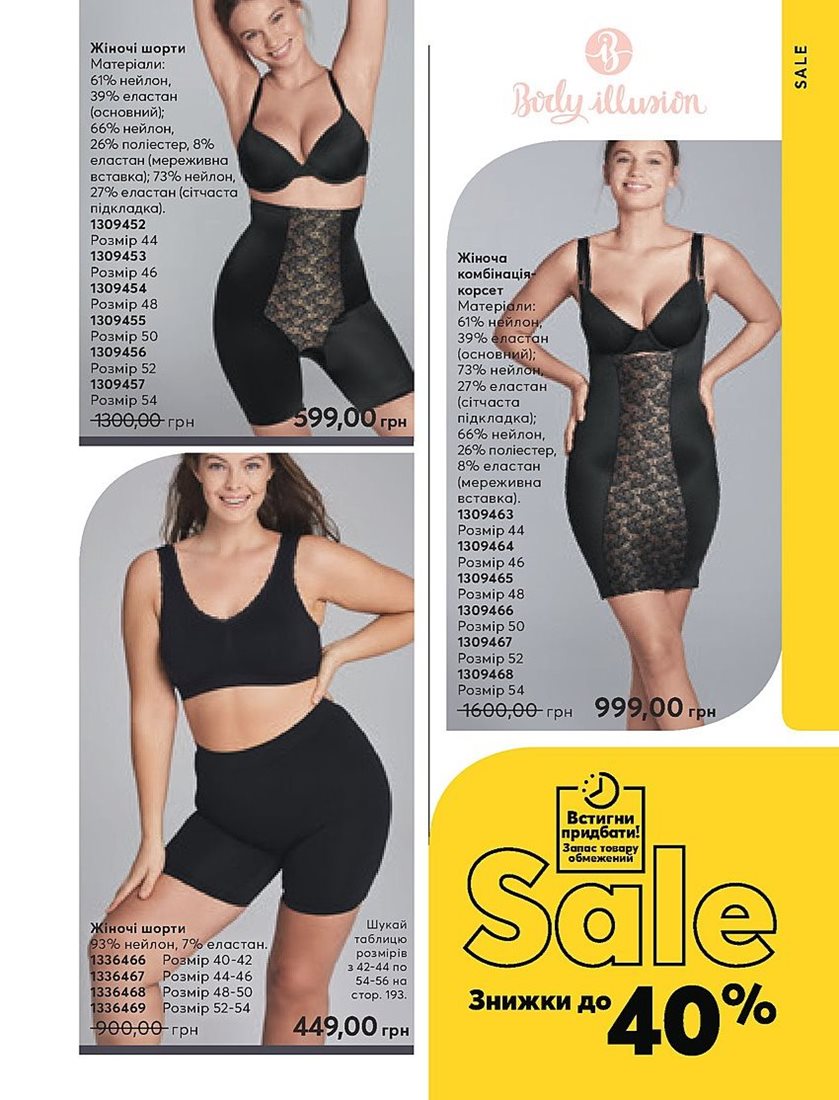 Жіночі шорти
Матеріали:
61% нейлон,
39% еластан
(основний);
66% нейлон,
26% поліестер, 8%
еластан (мереживна
вставка); 73% нейлон,
27% еластан (сітчаста
підкладка).
1309452
Розмір 44
1309453
Розмір 46
1309454
Розмір 48
1309455
Розмір 50
1309456
Розмір 52
1309457
Розмір 54
1300,00 грн
599,00 грн
Жіночі шорти
93% нейлон, 7% еластан.
1336466 Розмір 40-42
1336467 Розмір 44-46
1336468 Розмір 48-50
1336469 Розмір 52-54
900,00 грн
Шукай
таблицю
розмірів
з 42-44 по
54-56 на
стор. 193.
449,00 грн
Body illusion
Жіноча
комбінація-
корсет
Матеріали:
61% нейлон,
39% еластан
(основний);
73% нейлон,
27% еластан
(сітчаста
підкладка);
66% нейлон,
26% поліестер,
8% еластан
(мереживна
вставка).
1309463
Розмір 44
1309464
Розмір 46
1309465
Розмір 48
1309466
Розмір 50
1309467
Розмір 52
1309468
Розмір 54
1600,00 грн
999,00 грн
SALE
Встигни
придбати!
Запас товару
обмежений
Sale
Знижки до
40%